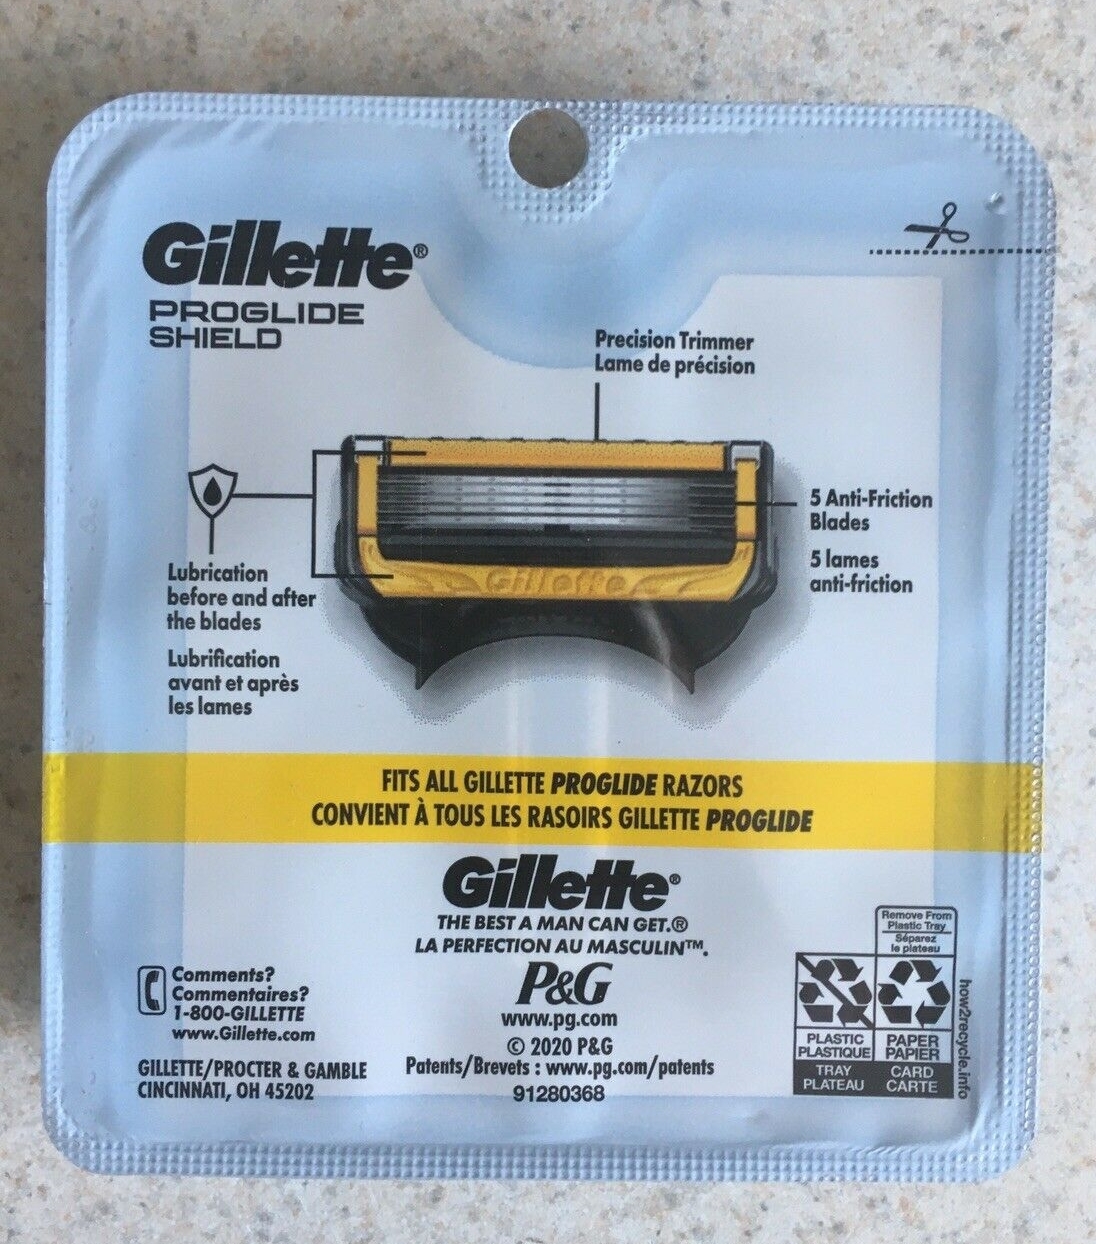 Gillette®
PROGLIDE
SHIELD
Precision Trimmer
Lame de précision
5 Anti-Friction
Blades
5 lames
anti-friction
Gillette
Lubrication
before and after
the blades
Lubrification
avant et après
les lames
FITS ALL GILLETTE PROGLIDE RAZORS
CONVIENT À TOUS LES RASOIRS GILLETTE PROGLIDE
Gillette®
THE BEST A MAN CAN GET.®
LA PERFECTION AU MASCULIN™.
P&G
www.pg.com
© 2020 P&G
Patents/Brevets : www.pg.com/patents
91280368
Comments?
Commentaires?
1-800-GILLETTE
www.Gillette.com
GILLETTE/PROCTER & GAMBLE
CINCINNATI, OH 45202
Remove From
Plastic Tray
Séparez
le plateau
PLASTIC
PLASTIQUE
TRAY
PLATEAU
PAPER
PAPIER
CARD
CARTE
how2recycle.info